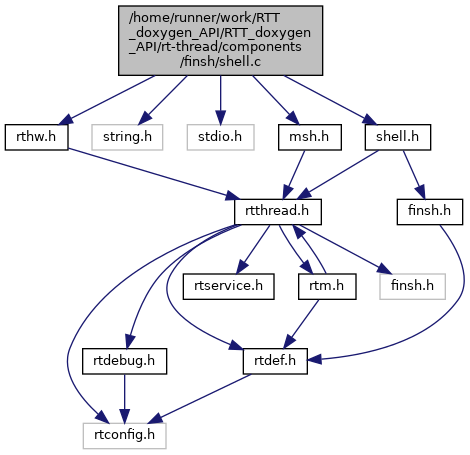 /home/runner/work/RTT
_doxygen_API/RTT_doxygen
_API/rt-thread/components
/finsh/shell.c
rthw.h
string.h
stdio.h
msh.h
shell.h
rtthread.h
finsh.h
rtservice.h
rtm.h
finsh.h
rtdebug.h
rtdef.h
rtconfig.h